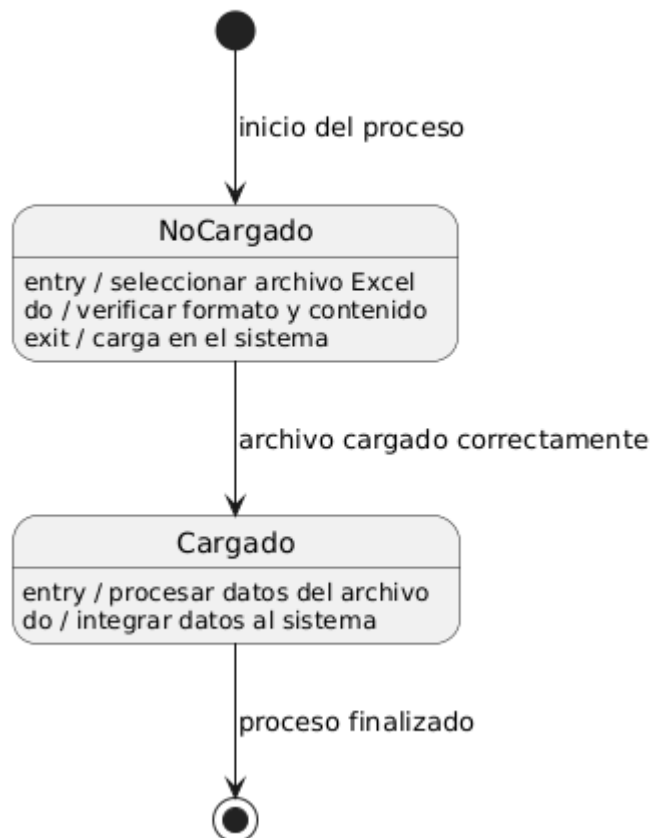 inicio del proceso
NoCargado
entry / seleccionar archivo Excel
do / verificar formato y contenido
exit / carga en el sistema
archivo cargado correctamente
Cargado
entry / procesar datos del archivo
do / integrar datos al sistema
proceso finalizado